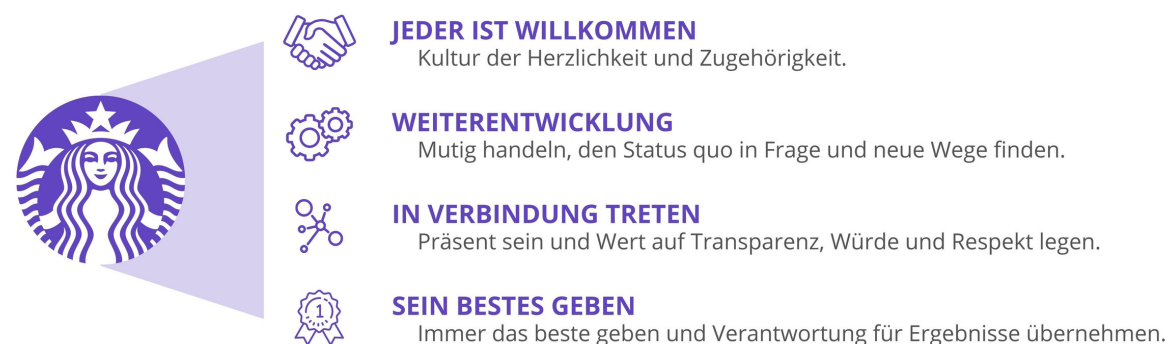 JEDER IST WILLKOMMEN
Kultur der Herzlichkeit und Zugehörigkeit.
WEITERENTWICKLUNG
Mutig handeln, den Status quo in Frage und neue Wege finden.
IN VERBINDUNG TRETEN
Präsent sein und Wert auf Transparenz, Würde und Respekt legen.
1
SEIN BESTES GEBEN
Immer das beste geben und Verantwortung für Ergebnisse übernehmen.